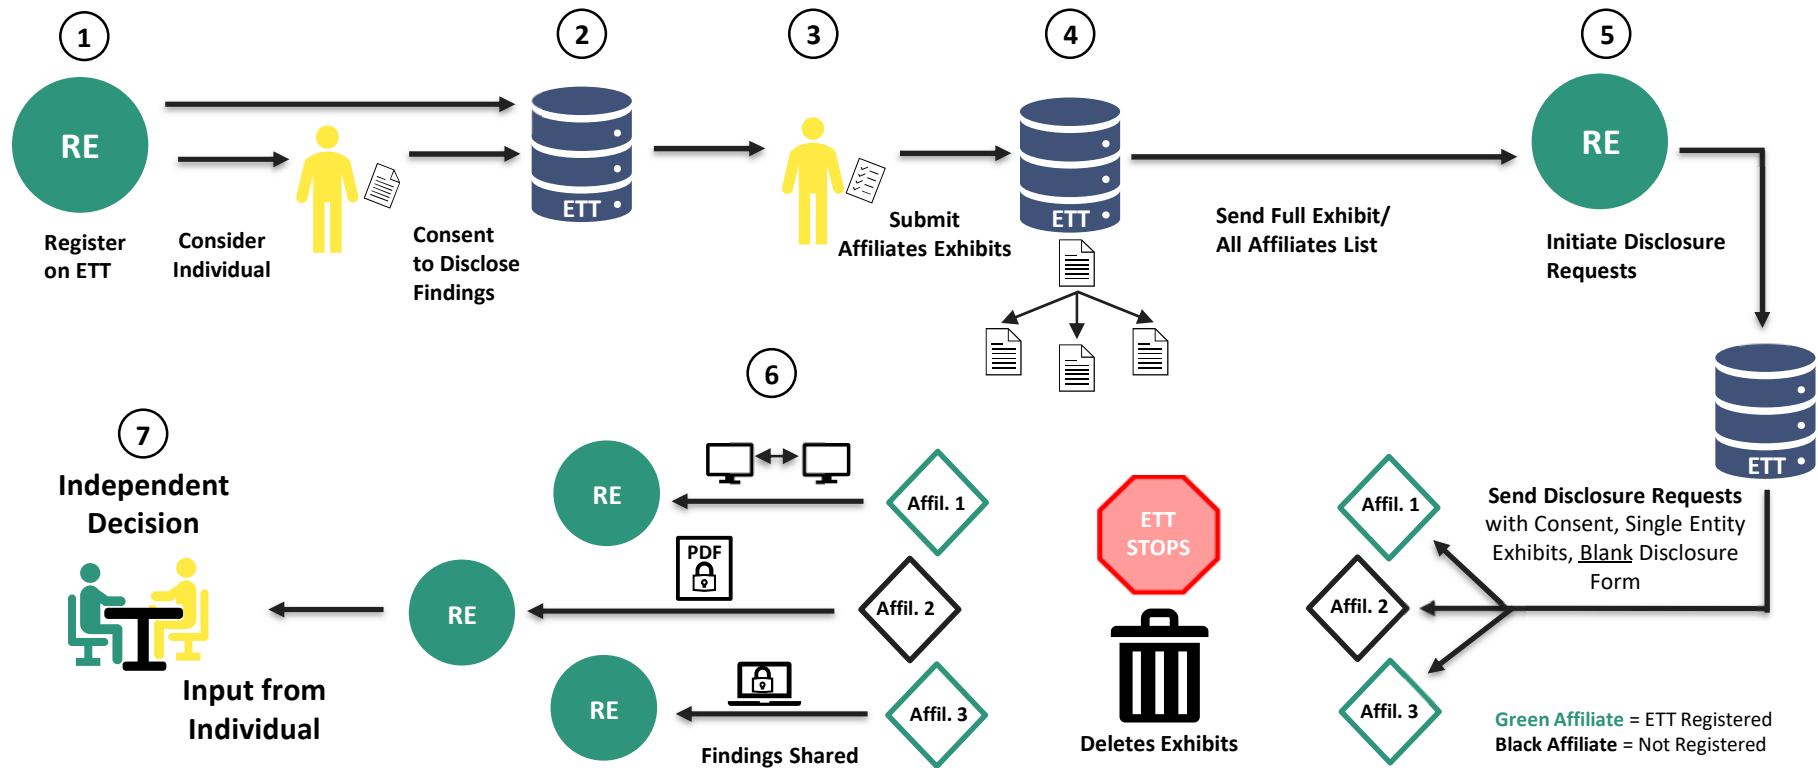 1
2
3
4
5
RE
RE
ETT
ETT
Register
on ETT
Consider
Individual
Consent
to Disclose
Findings
Submit
Affiliates Exhibits
Send Full Exhibit/
All Affiliates List
Initiate Disclosure
Requests
ETT
Send Disclosure Requests
with Consent, Single Entity
Exhibits, Blank Disclosure
Form
Affil. 1
Affil. 2
Affil. 3
Green Affiliate = ETT Registered
Black Affiliate = Not Registered
ETT
STOPS
Deletes Exhibits
6
RE
Affil. 1
PDF
RE
Affil. 2
RE
Affil. 3
Findings Shared
7
Independent
Decision
Input from
Individual